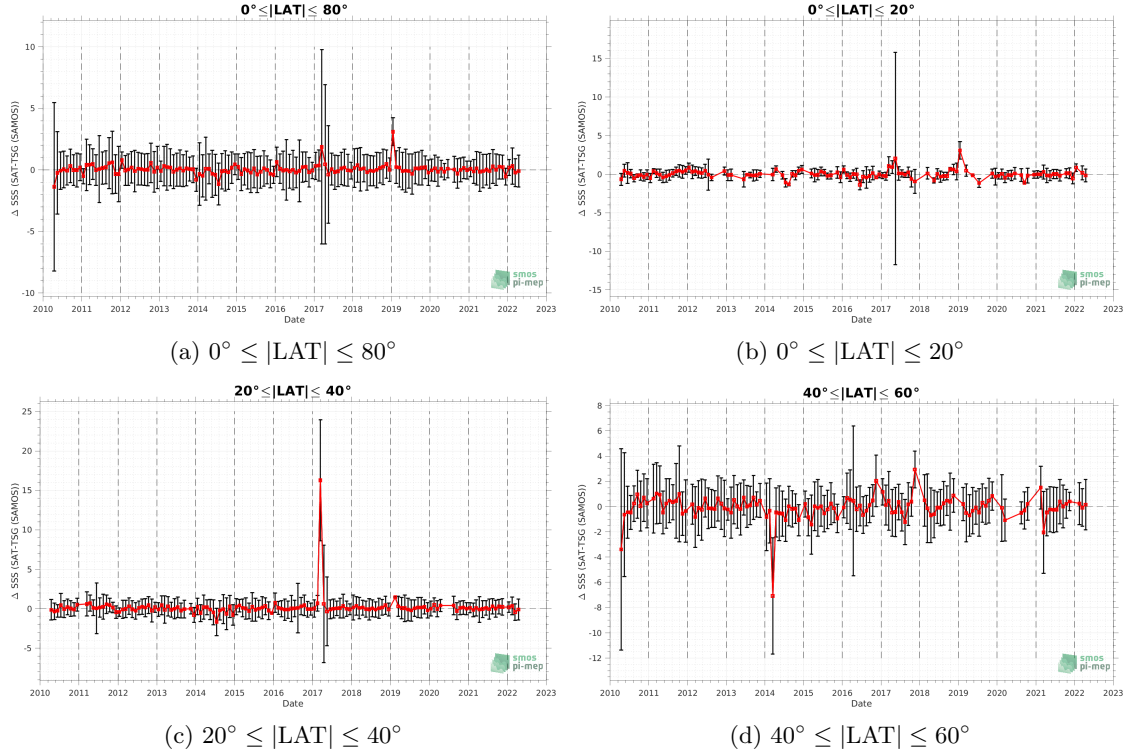 0°≤|LAT|≤ 80°
Δ SSS (SAT-TSG (SAMOS))
10
5
0
-5
-10
2010 2011 2012 2013 2014 2015 2016 2017 2018 2019 2020 2021 2022 2023
Date
smos
pi-mep
(a) 0° ≤ |LAT| ≤ 80°
0°≤|LAT|≤ 20°
Δ SSS (SAT-TSG (SAMOS))
15
10
5
0
-5
-10
-15
2010 2011 2012 2013 2014 2015 2016 2017 2018 2019 2020 2021 2022 2023
Date
smos
pi-mep
(b) 0° ≤ |LAT| ≤ 20°
20°≤|LAT|≤ 40°
Δ SSS (SAT-TSG (SAMOS))
25
20
15
10
5
0
-5
2010 2011 2012 2013 2014 2015 2016 2017 2018 2019 2020 2021 2022 2023
Date
smos
pi-mep
(c) 20° ≤ |LAT| ≤ 40°
40°≤|LAT|≤ 60°
Δ SSS (SAT-TSG (SAMOS))
8
6
4
2
0
-2
-4
-6
-8
-10
-12
2010 2011 2012 2013 2014 2015 2016 2017 2018 2019 2020 2021 2022 2023
Date
smos
pi-mep
(d) 40° ≤ |LAT| ≤ 60°